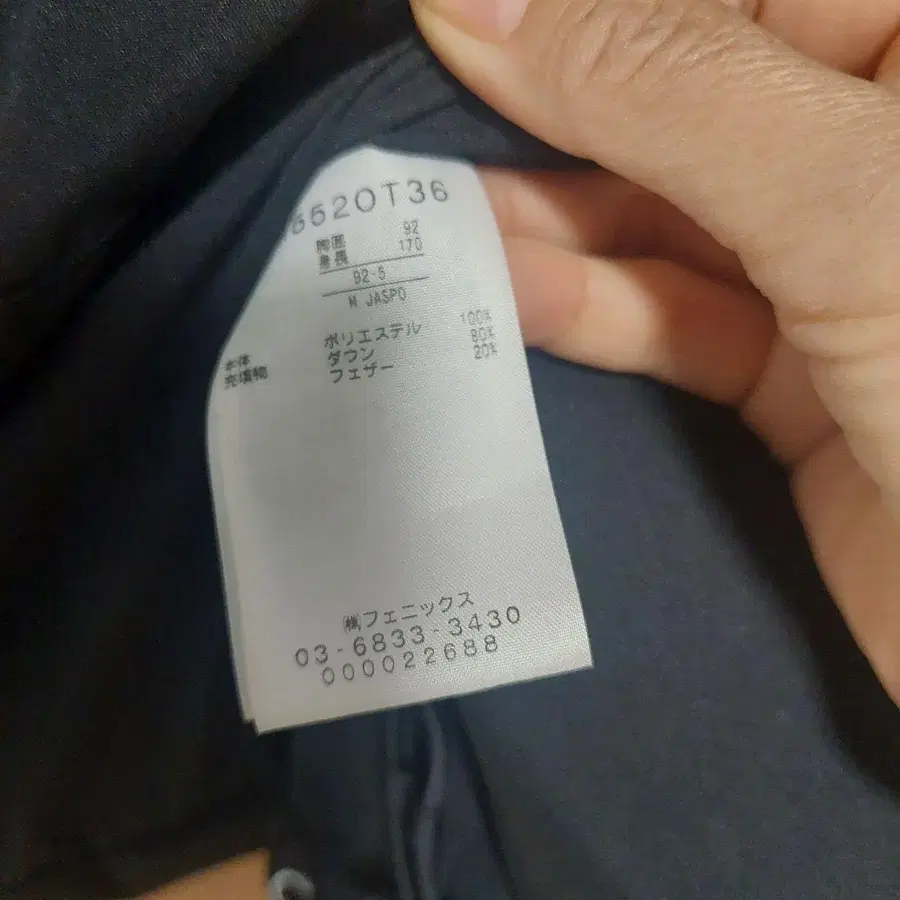 5520T36
胸囲 92
身長 170
92-5
M JASPO
本体 ポリエステル 100%
充填物 ダウン 80%
フェザー 20%
㈱フェニックス
03-6833-3430
000022688